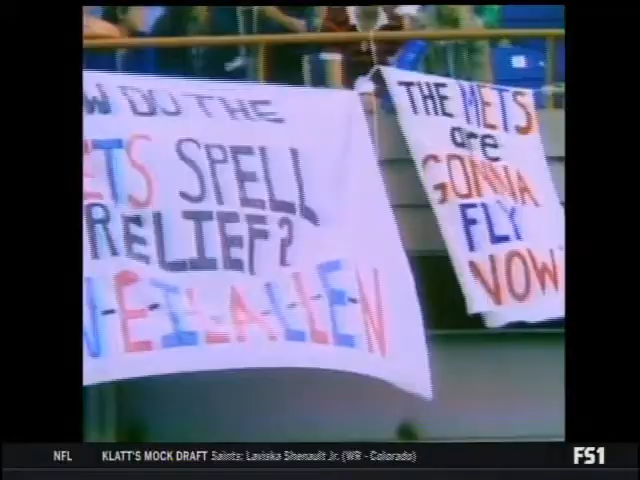 W DO THE
ETS SPELL
RELIEF?
N-E-I-L-A-L-L-E-N
THE METS
are
GONNA
FLY
NOW
NFL KLATT'S MOCK DRAFT Saints: Laviska Shenault Jr. (WR - Colorado) FS1